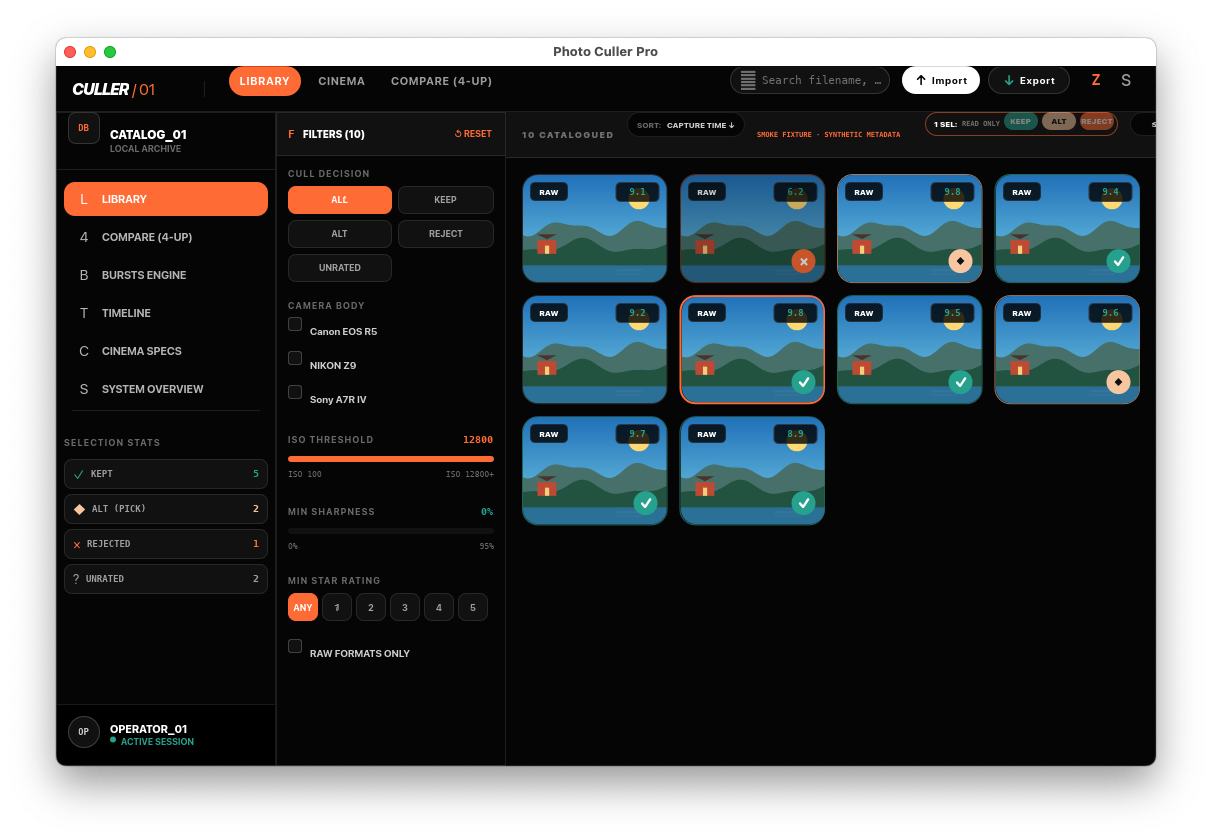 Photo Culler Pro
CULLER / 01
LIBRARY
CINEMA
COMPARE (4-UP)
Search filename, …
↑ Import
↓ Export
Z
S
DB
CATALOG_01
LOCAL ARCHIVE
L LIBRARY
4 COMPARE (4-UP)
B BURSTS ENGINE
T TIMELINE
C CINEMA SPECS
S SYSTEM OVERVIEW
SELECTION STATS
KEPT 5
ALT (PICK) 2
REJECTED 1
? UNRATED 2
OP
OPERATOR_01
ACTIVE SESSION
F FILTERS (10)
RESET
CULL DECISION
ALL
KEEP
ALT
REJECT
UNRATED
CAMERA BODY
Canon EOS R5
NIKON Z9
Sony A7R IV
ISO THRESHOLD 12800
ISO 100 ISO 12800+
MIN SHARPNESS 0%
0% 95%
MIN STAR RATING
ANY 1 2 3 4 5
RAW FORMATS ONLY
10 CATALOGUED
SORT: CAPTURE TIME ↓
SMOKE FIXTURE · SYNTHETIC METADATA
1 SEL: READ ONLY KEEP ALT REJECT
RAW 9.1
RAW 6.2
RAW 9.8
RAW 9.4
RAW 9.2
RAW 9.8
RAW 9.5
RAW 9.6
RAW 9.7
RAW 8.9